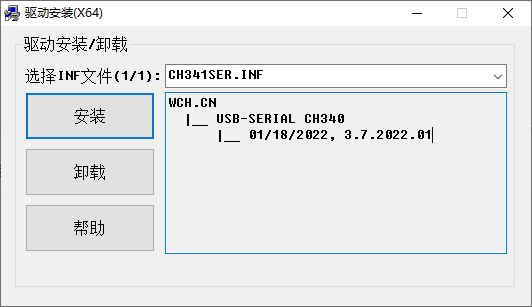 驱动安装(X64)
驱动安装/卸载
选择INF文件(1/1):
CH341SER.INF
安装
卸载
帮助
WCH.CN
|__ USB-SERIAL CH340
|__ 01/18/2022, 3.7.2022.01